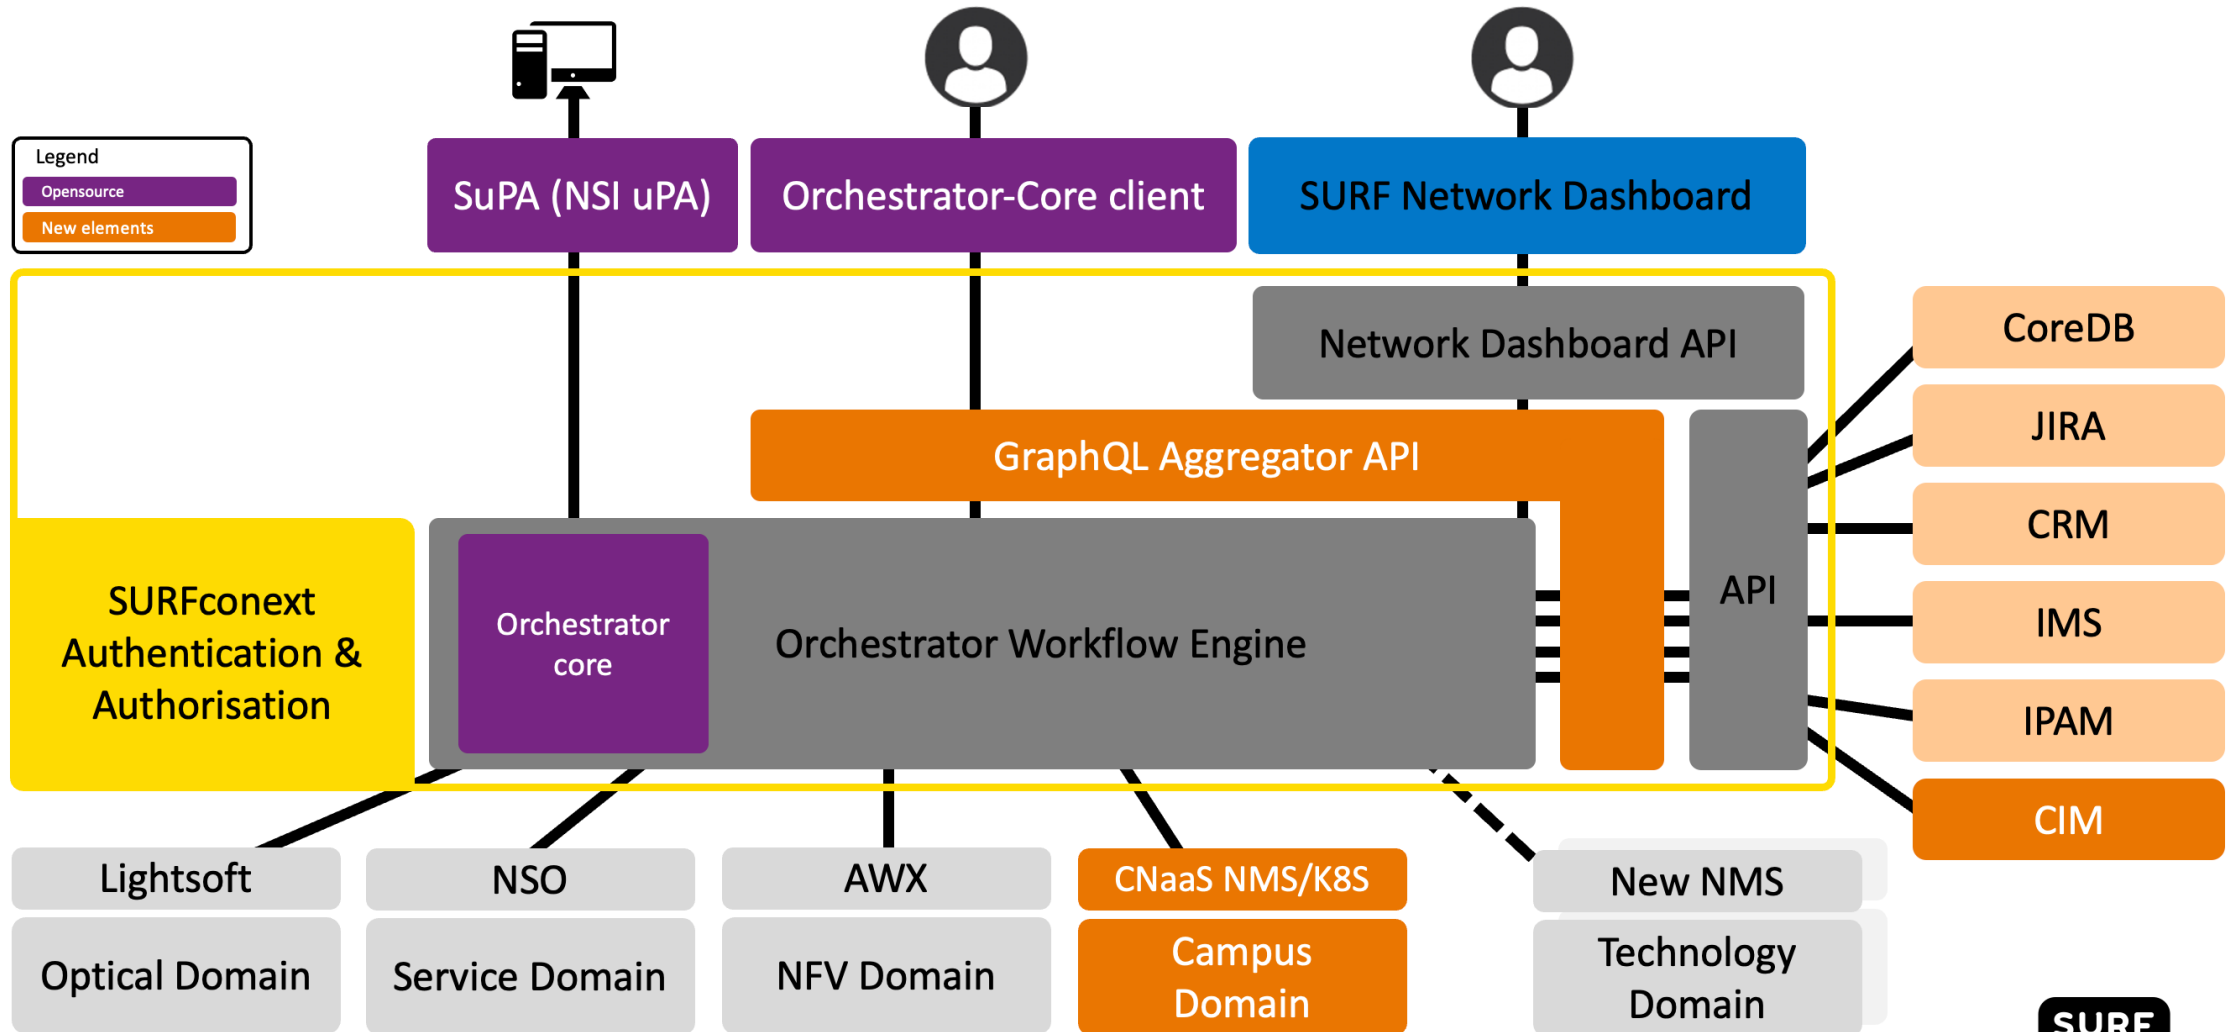 Legend
Opensource
New elements
SuPA (NSI uPA)
Orchestrator-Core client
SURF Network Dashboard
Network Dashboard API
GraphQL Aggregator API
API
SURFconext
Authentication &
Authorisation
Orchestrator
core
Orchestrator Workflow Engine
CoreDB
JIRA
CRM
IMS
IPAM
CIM
Lightsoft
NSO
AWX
CNaaS NMS/K8S
New NMS
Optical Domain
Service Domain
NFV Domain
Campus
Domain
Technology
Domain
SURF